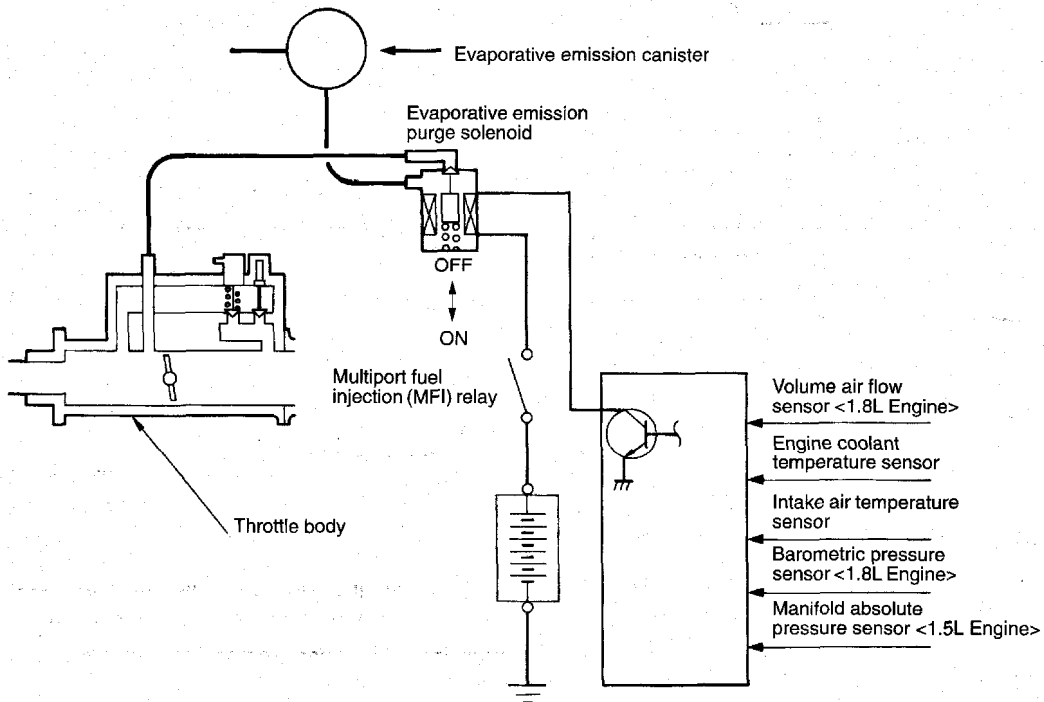 Evaporative emission canister
Evaporative emission
purge solenoid
OFF
ON
Multiport fuel
injection (MFI) relay
Throttle body
Volume air flow
sensor <1.8L Engine>
Engine coolant
temperature sensor
Intake air temperature
sensor
Barometric pressure
sensor <1.8L Engine>
Manifold absolute
pressure sensor <1.5L Engine>